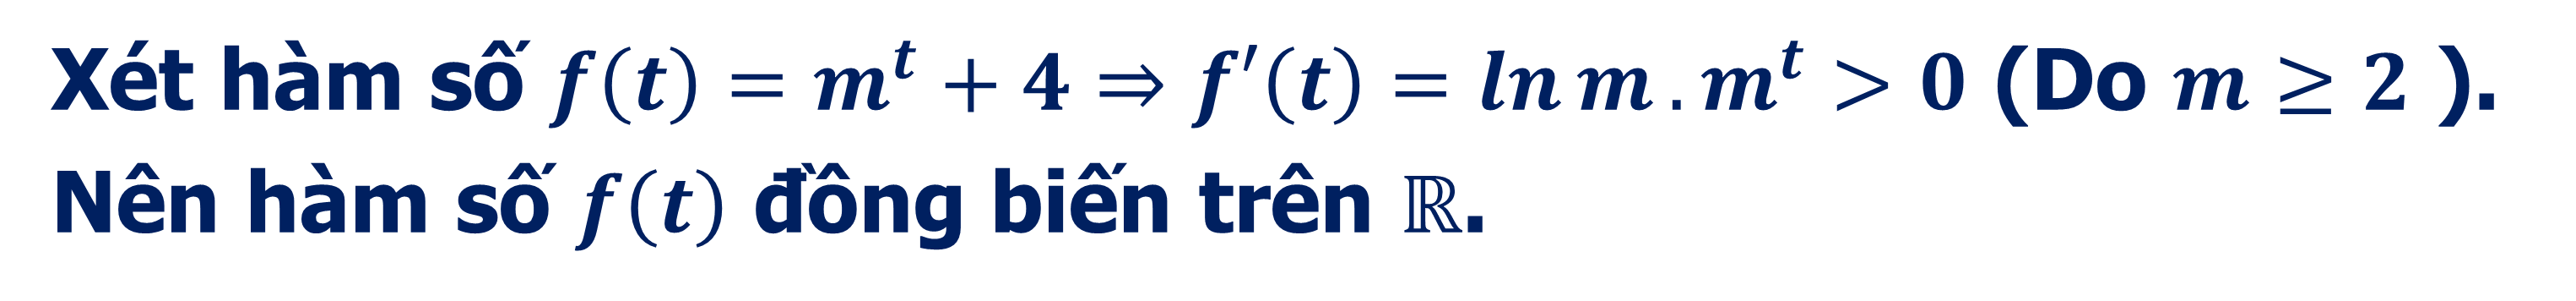 Xét hàm số f(t) = m^t + 4 ⇒ f′(t) = ln m . m^t > 0 (Do m ≥ 2 ).
Nên hàm số f(t) đồng biến trên ℝ.